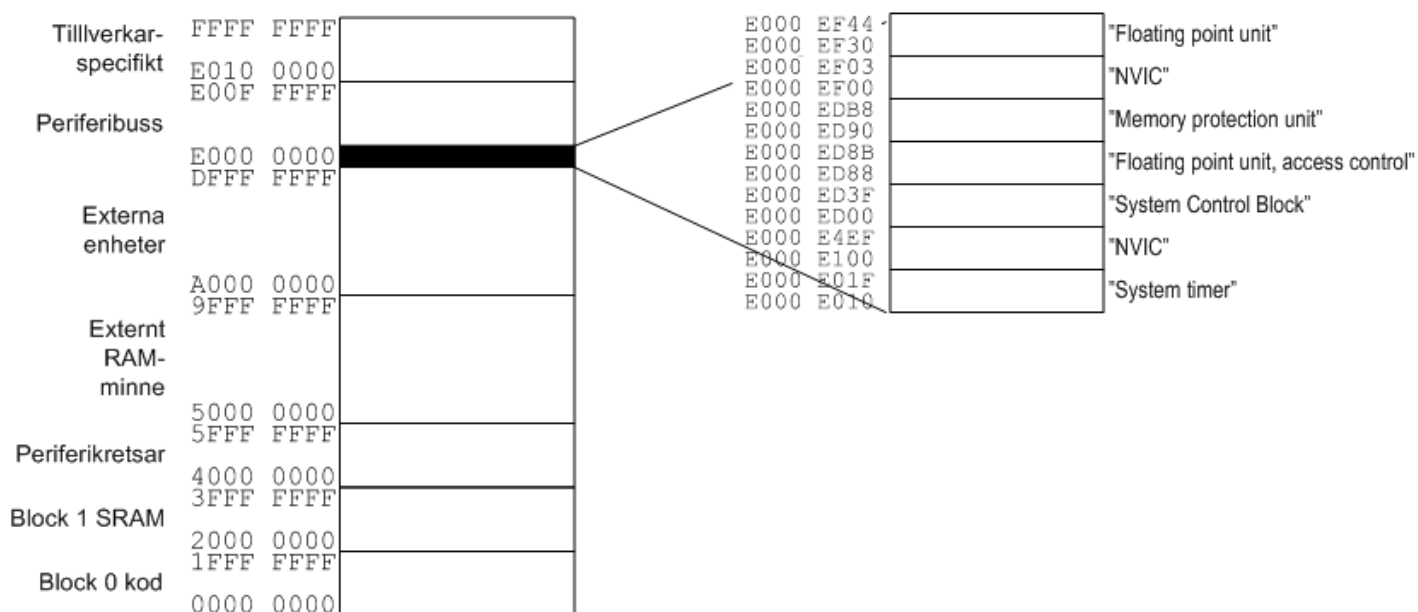 Tilllverkar-
specifikt
FFFF FFFF
E010 0000
E00F FFFF
Periferibuss
E000 0000
DFFF FFFF
Externa
enheter
A000 0000
9FFF FFFF
Externt
RAM-
minne
5000 0000
5FFF FFFF
Periferikretsar
4000 0000
3FFF FFFF
Block 1 SRAM
2000 0000
1FFF FFFF
Block 0 kod
0000 0000
E000 EF44
E000 EF30
"Floating point unit"
E000 EF03
E000 EF00
"NVIC"
E000 EDB8
E000 ED90
"Memory protection unit"
E000 ED8B
E000 ED88
"Floating point unit, access control"
E000 ED3F
E000 ED00
"System Control Block"
E000 E4EF
E000 E100
"NVIC"
E000 E01F
E000 E010
"System timer"